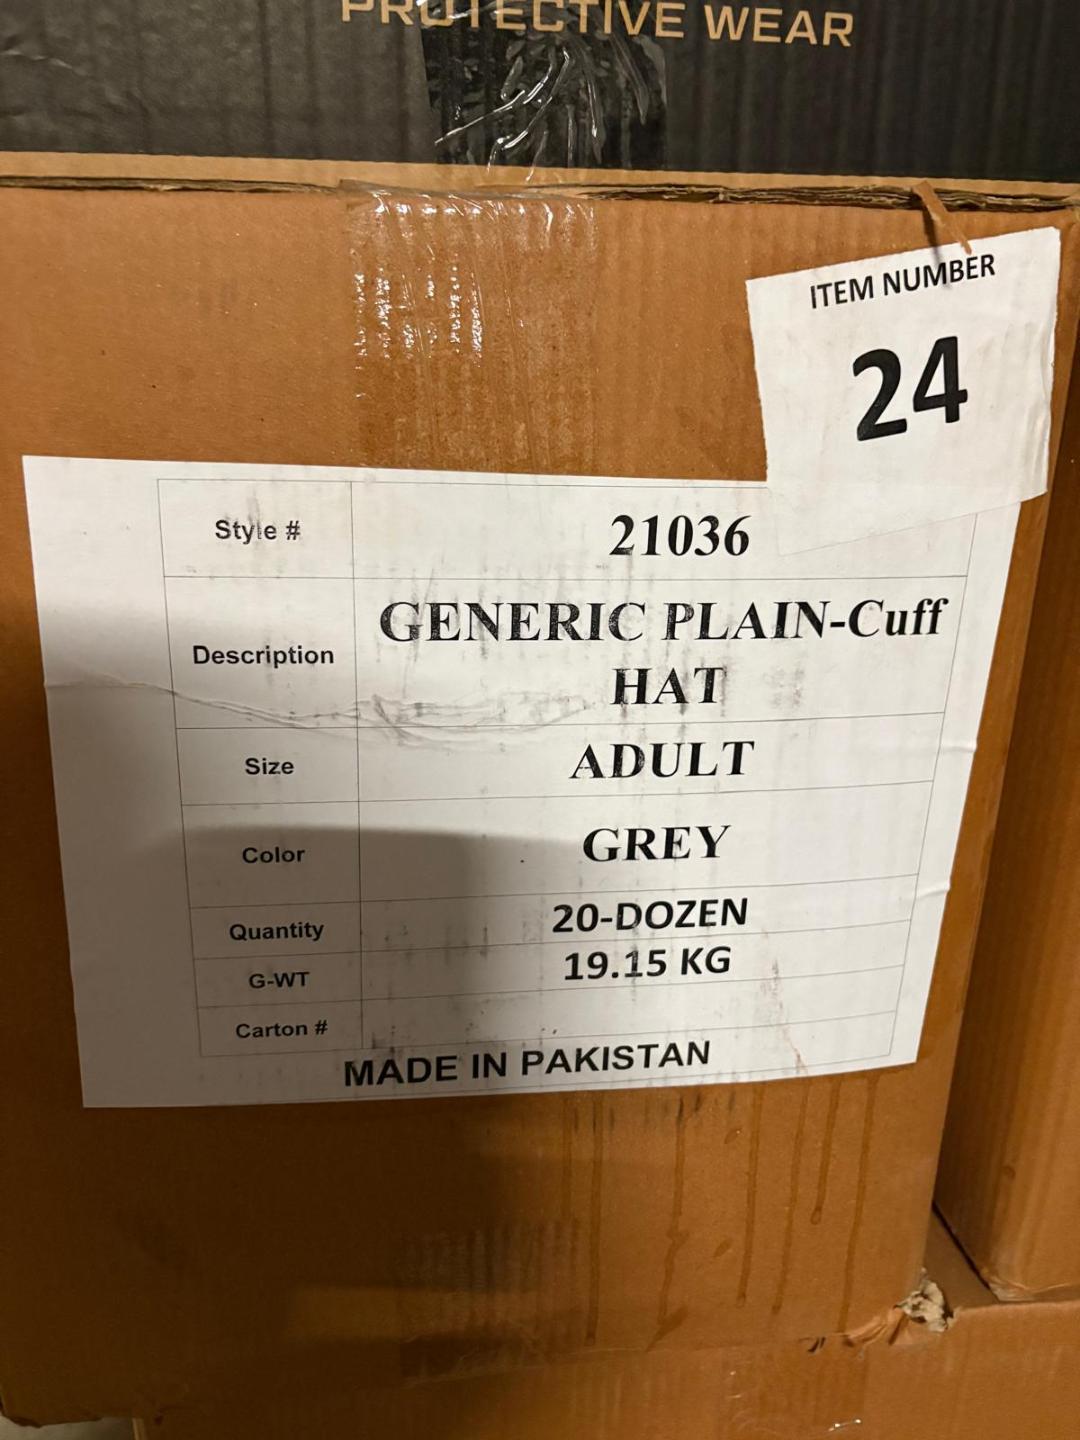 PROTECTIVE WEAR
ITEM NUMBER
24
Style # 21036
Description GENERIC PLAIN-Cuff HAT
Size ADULT
Color GREY
Quantity 20-DOZEN
G-WT 19.15 KG
Carton #
MADE IN PAKISTAN